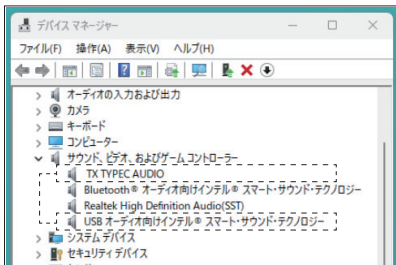 デバイス マネージャー
ファイル(F) 操作(A) 表示(V) ヘルプ(H)
オーディオの入力および出力
カメラ
キーボード
コンピューター
サウンド、ビデオ、およびゲーム コントローラー
TX TYPEC AUDIO
Bluetooth® オーディオ向けインテル® スマート・サウンド・テクノロジー
Realtek High Definition Audio(SST)
USB オーディオ向けインテル® スマート・サウンド・テクノロジー
システム デバイス
セキュリティ デバイス